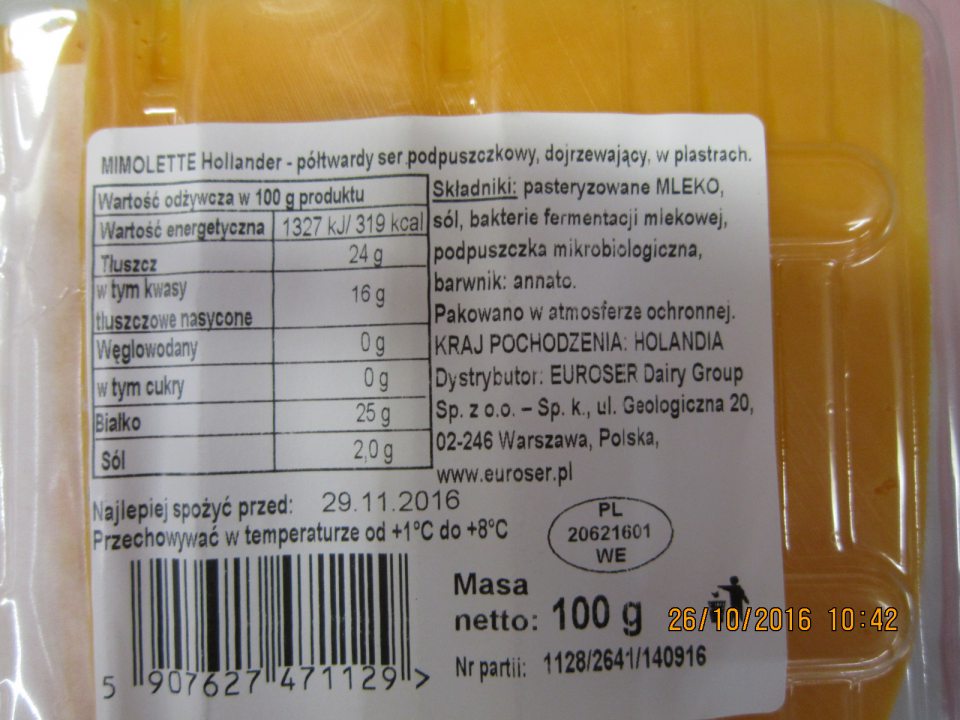 MIMOLETTE Hollander - półtwardy ser podpuszczkowy, dojrzewający, w plastrach.
Wartość odżywcza w 100 g produktu
Wartość energetyczna 1327 kJ/ 319 kcal
Tłuszcz 24 g
w tym kwasy
tłuszczowe nasycone 16 g
Węglowodany 0 g
w tym cukry 0 g
Białko 25 g
Sól 2,0 g
Składniki: pasteryzowane MLEKO,
sól, bakterie fermentacji mlekowej,
podpuszczka mikrobiologiczna,
barwnik: annato.
Pakowano w atmosferze ochronnej.
KRAJ POCHODZENIA: HOLANDIA
Dystrybutor: EUROSER Dairy Group
Sp. z o.o. – Sp. k., ul. Geologiczna 20,
02-246 Warszawa, Polska,
www.euroser.pl
Najlepiej spożyć przed: 29.11.2016
Przechowywać w temperaturze od +1°C do +8°C
PL
20621601
WE
Masa
netto: 100 g
Nr partii: 1128/2641/140916
5 907627 471129 >
26/10/2016 10:42